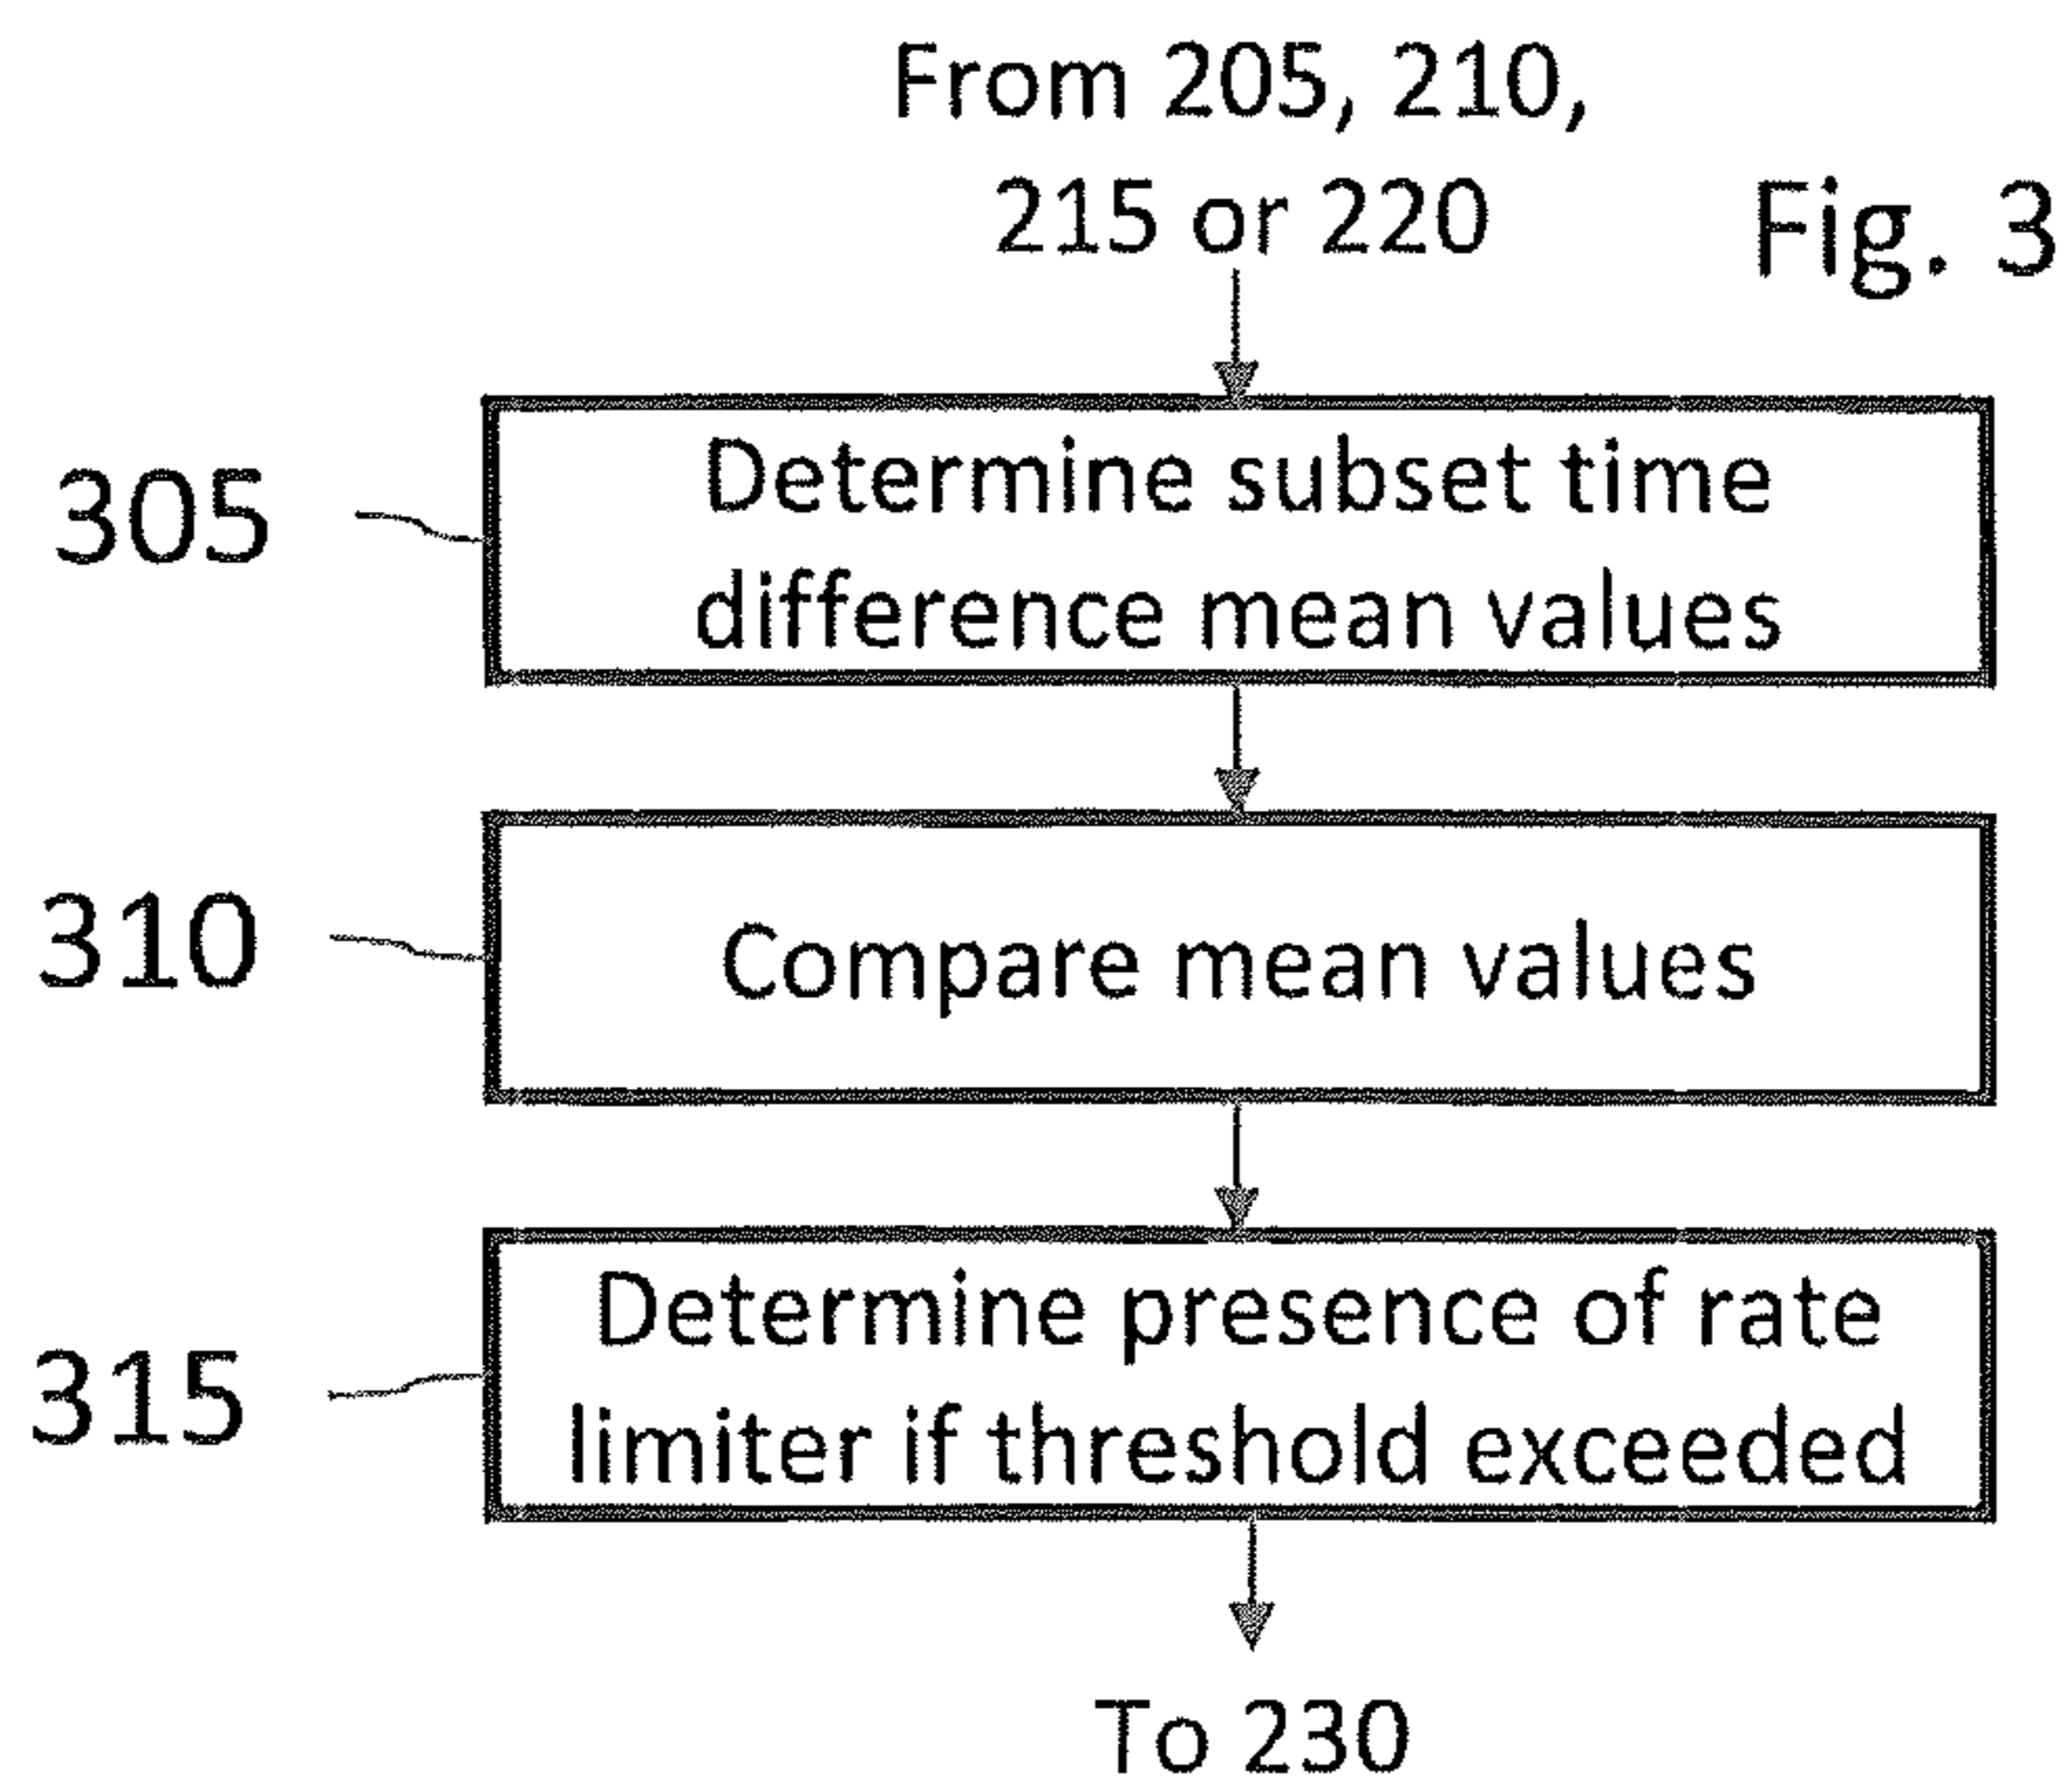 From 205, 210,
215 or 220
Fig. 3
305
Determine subset time
difference mean values
310
Compare mean values
315
Determine presence of rate
limiter if threshold exceeded
To 230